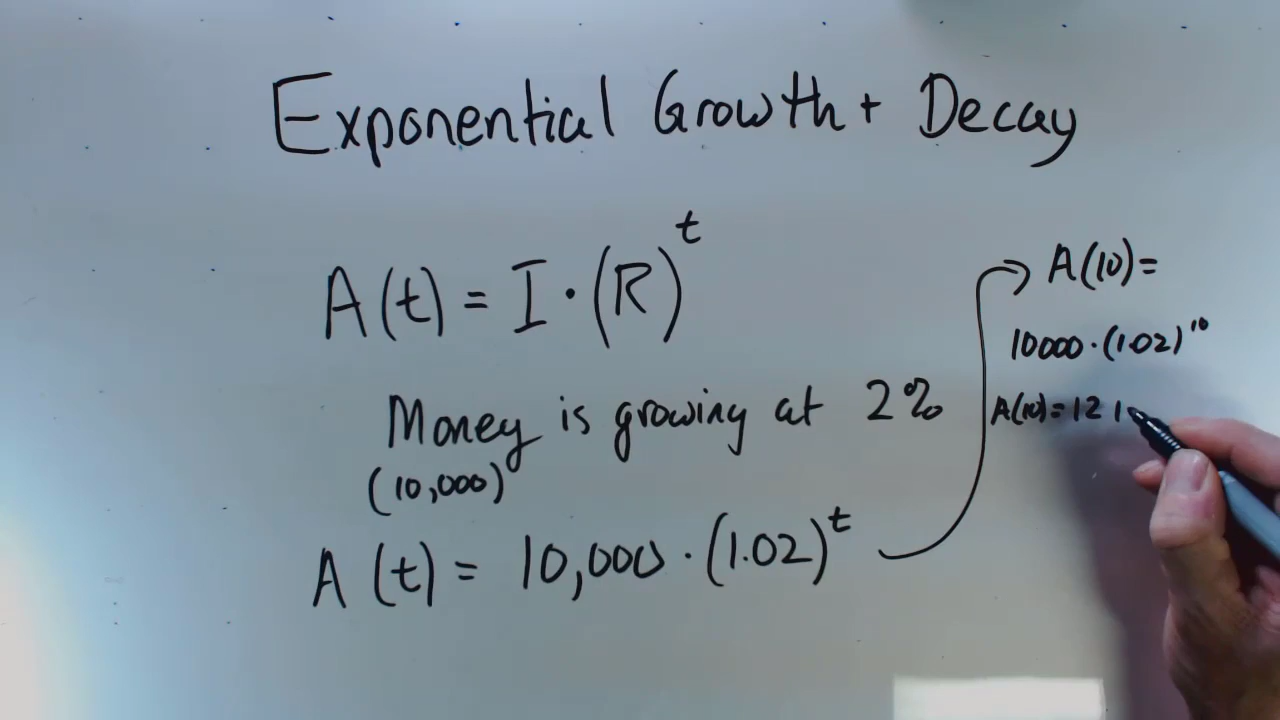 Exponential Growth + Decay
A(t) = I · (R)^t
Money is growing at 2%
(10,000)
A (t) = 10,000 · (1.02)^t
A(10) =
10000 · (1.02)^10
A(10) = 121